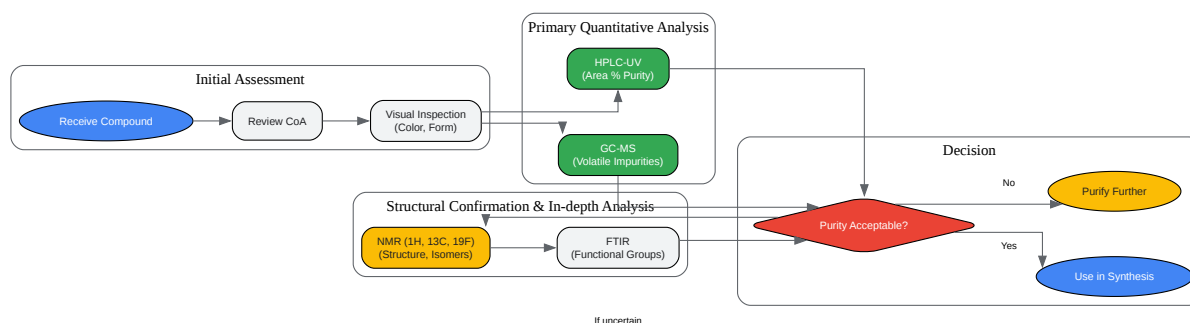 Initial Assessment
Receive Compound
Review CoA
Visual Inspection
(Color, Form)
Primary Quantitative Analysis
HPLC-UV
(Area % Purity)
GC-MS
(Volatile Impurities)
Structural Confirmation & In-depth Analysis
NMR (1H, 13C, 19F)
(Structure, Isomers)
FTIR
(Functional Groups)
If uncertain
Decision
Purity Acceptable?
No
Purify Further
Yes
Use in Synthesis